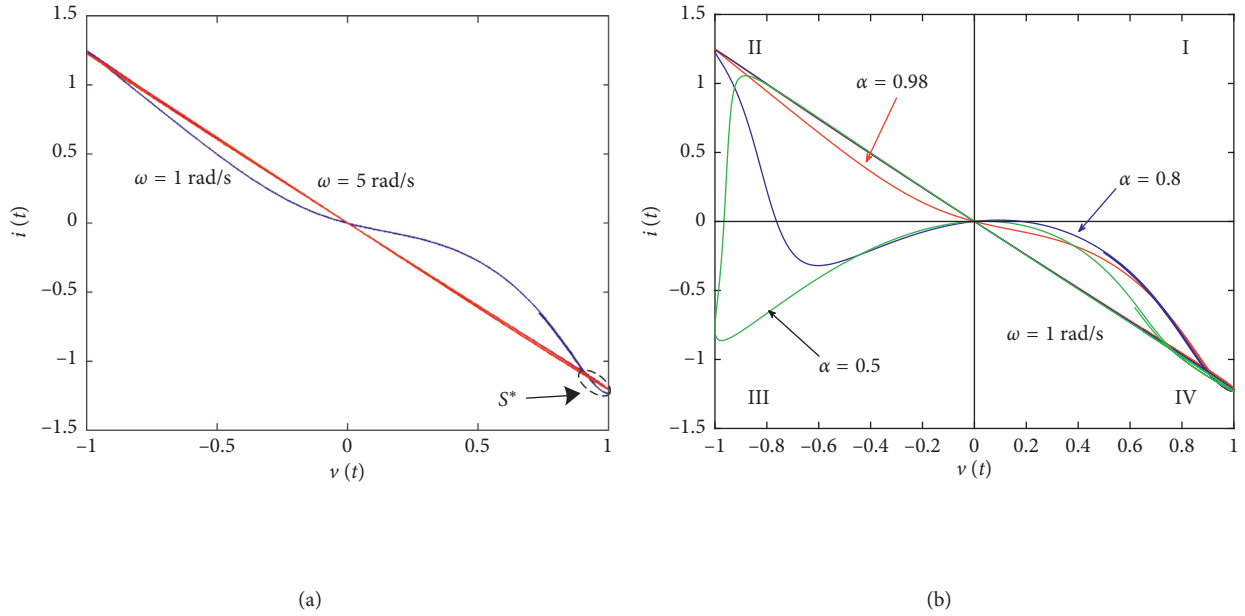 1.5
1
0.5
0
−0.5
−1
−1.5
i (t)
ω = 1 rad/s
ω = 5 rad/s
S*
−1
−0.5
0
0.5
1
v (t)
(a)
1.5
1
0.5
0
−0.5
−1
−1.5
i (t)
II
I
α = 0.98
α = 0.8
ω = 1 rad/s
α = 0.5
III
IV
−1 −0.8 −0.6 −0.4 −0.2 0 0.2 0.4 0.6 0.8 1
v (t)
(b)